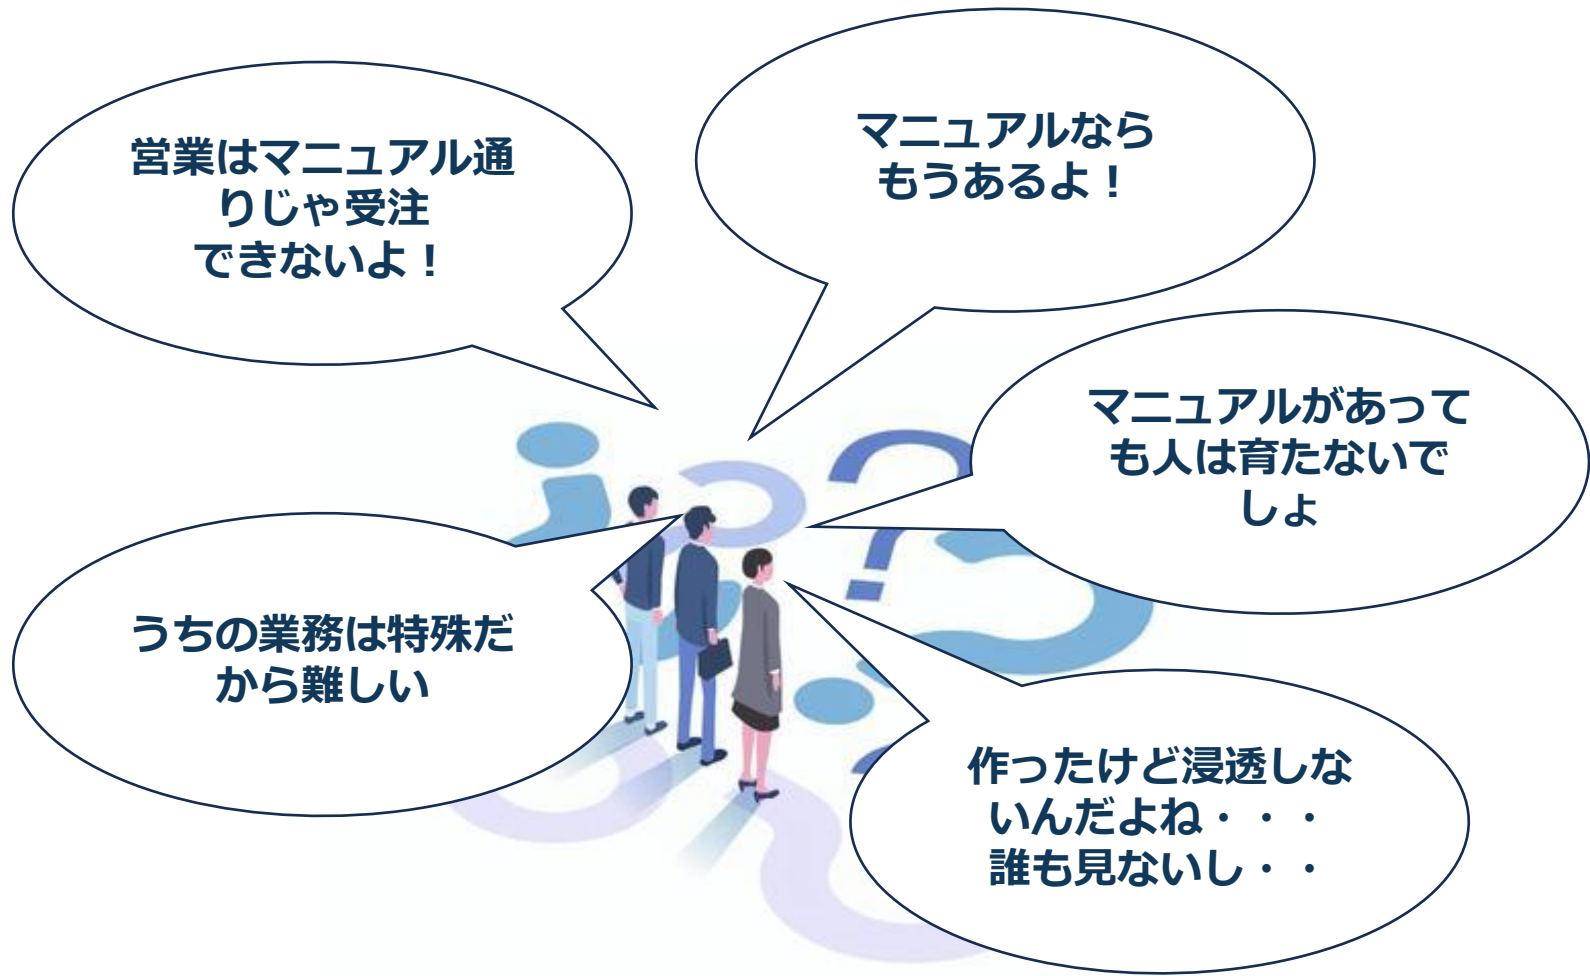 営業はマニュアル通
りじゃ受注
できないよ！
マニュアルなら
もうあるよ！
マニュアルがあって
も人は育たないで
しょ
うちの業務は特殊だ
から難しい
作ったけど浸透しな
いんだよね・・・
誰も見ないし・・